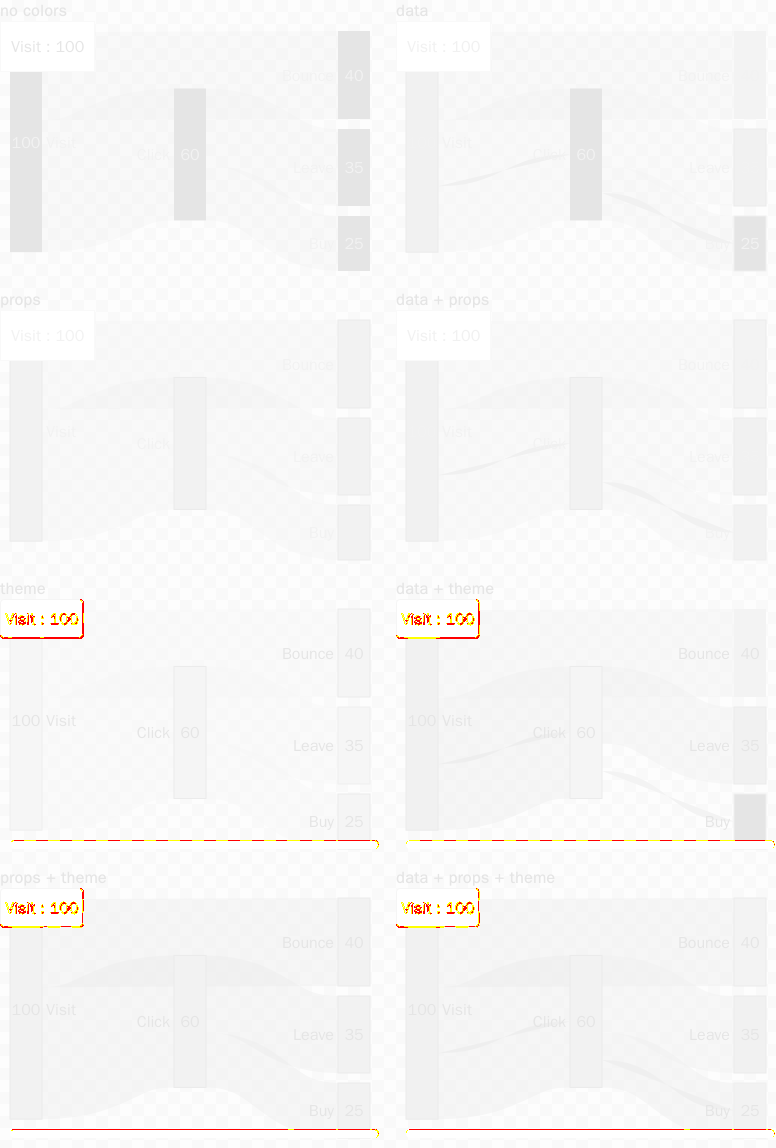 no colors
data
Visit : 100
Visit : 100
Bounce 40
Bounce
100 Visit
Visit
Click 60
Click 60
Leave 35
Leave
Buy 25
Buy 25
props
data + props
Visit : 100
Visit : 100
Bounce
Bounce
Visit
Visit
Click
Click
Leave
Leave
Buy
Buy
theme
data + theme
Visit : 100
Visit : 100
Bounce 40
Bounce 40
100 Visit
100 Visit
Click 60
Click 60
Leave 35
Leave 35
Buy 25
Buy
props + theme
data + props + theme
Visit : 100
Visit : 100
Bounce 40
Bounce 40
100 Visit
100 Visit
Click 60
Click 60
Leave 35
Leave 35
Buy 25
Buy 25